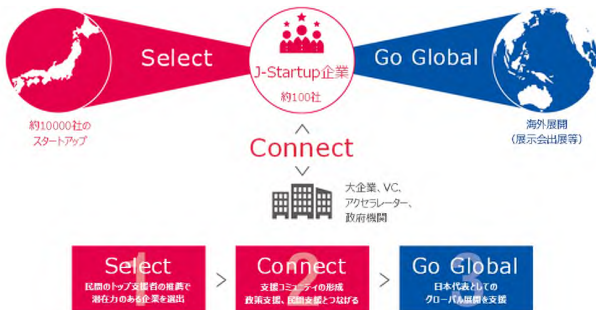 Select
J-Startup企業
約100社
Go Global
約10000社の
スタートアップ
海外展開
(展示会出展等)
Connect
大企業、VC、
アクセラレーター、
政府機関
1
Select
民間のトップ支援者の推薦で
潜在力のある企業を選出
>
2
Connect
支援コミュニティの形成
政策支援、民間支援とつなげる
>
3
Go Global
日本代表としての
グローバル展開を支援